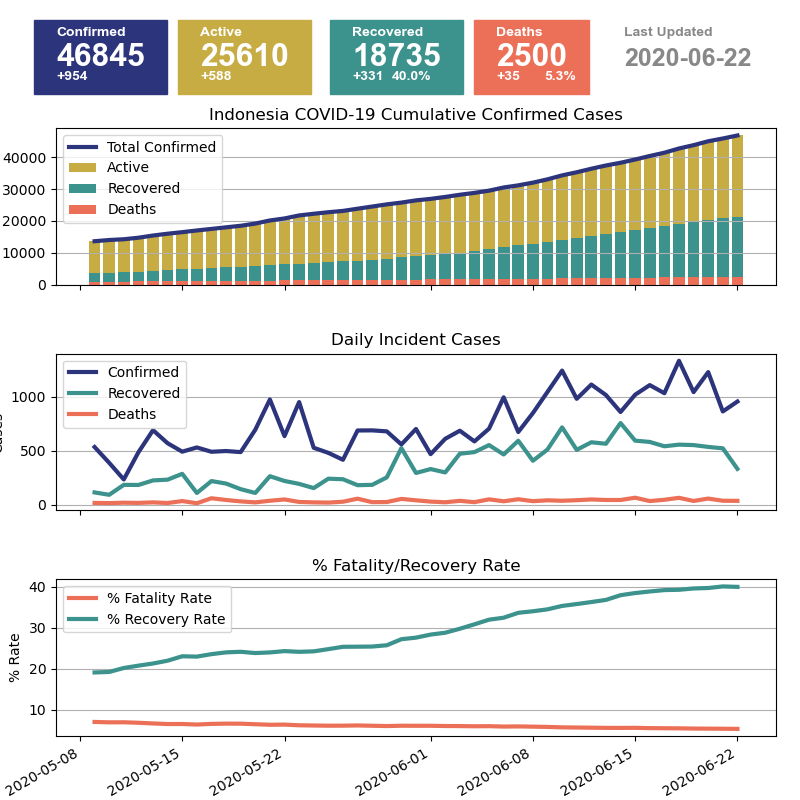 Confirmed
46845
+954
Active
25610
+588
Recovered
18735
+331 40.0%
Deaths
2500
+35 5.3%
Last Updated
2020-06-22
Indonesia COVID-19 Cumulative Confirmed Cases
Total Confirmed
Active
Recovered
Deaths
40000
30000
20000
10000
0
Daily Incident Cases
Confirmed
Recovered
Deaths
1000
500
0
% Fatality/Recovery Rate
% Fatality Rate
% Recovery Rate
% Rate
40
30
20
10
2020-05-08
2020-05-15
2020-05-22
2020-06-01
2020-06-08
2020-06-15
2020-06-22